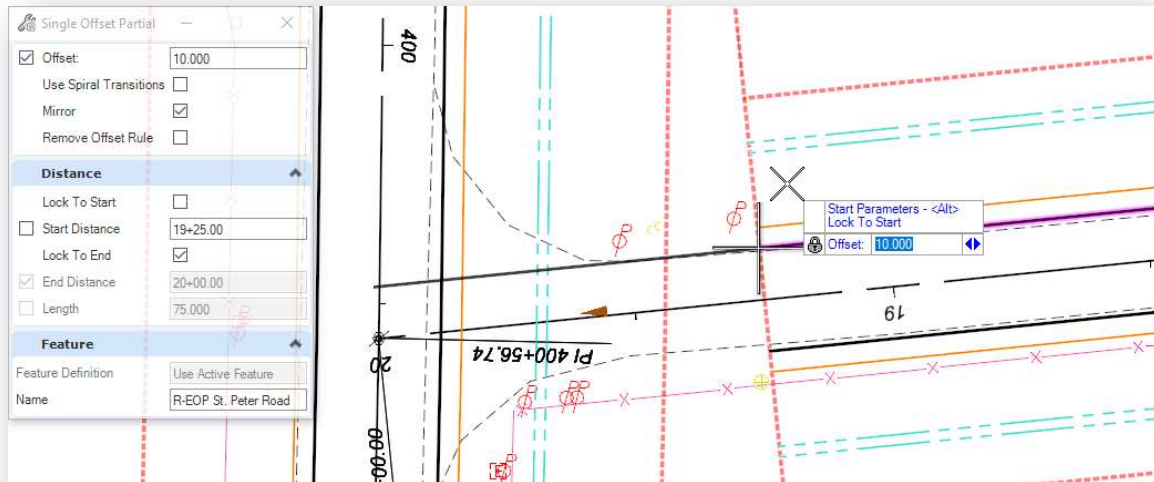 Single Offset Partial
Offset: 10.000
Use Spiral Transitions
Mirror
Remove Offset Rule
Distance
Lock To Start
Start Distance 19+25.00
Lock To End
End Distance 20+00.00
Length 75.000
Feature
Feature Definition Use Active Feature
Name R-EOP St. Peter Road
400
P
P
cc
Start Parameters - <Alt>
Lock To Start
Offset: 10.000
19
PI 400+56.74
20
P
PP
P